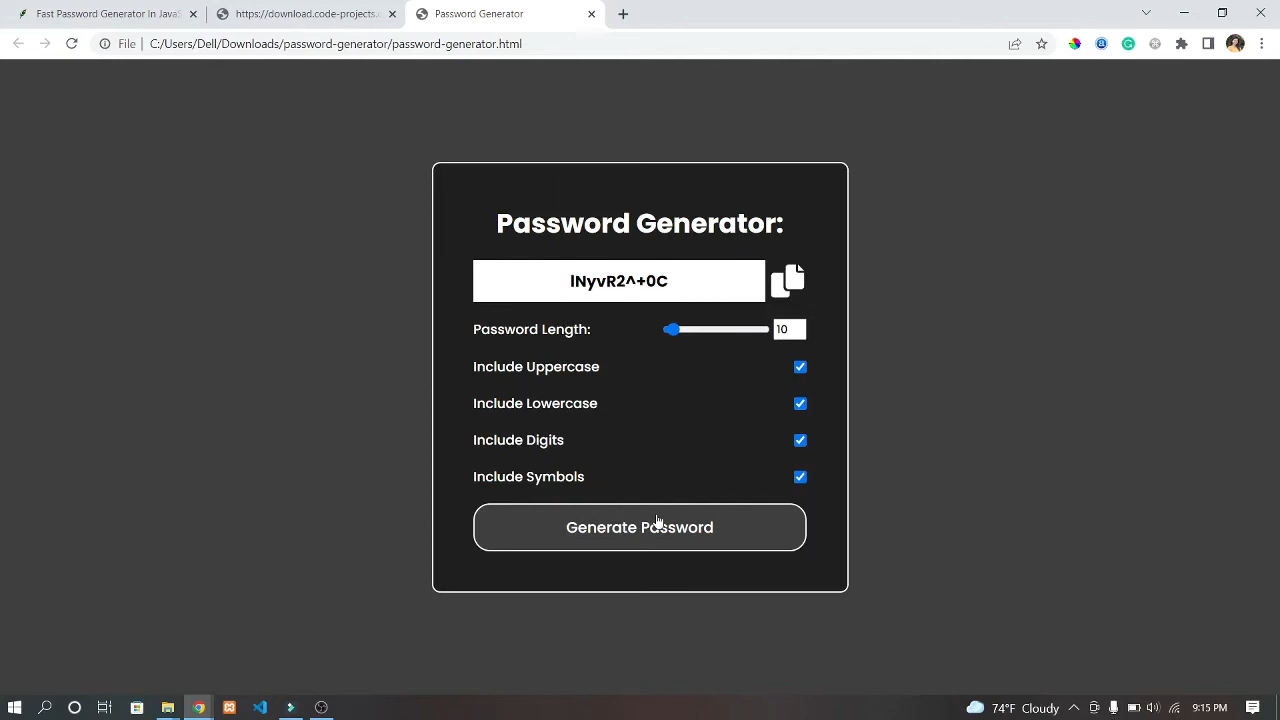 Fast Password Generator In JavaS
https://download.code-projects.
Password Generator
File
C:/Users/Dell/Downloads/password-generator/password-generator.html
Password Generator:
lNyvR2^+0C
Password Length:
10
Include Uppercase
Include Lowercase
Include Digits
Include Symbols
Generate Password
74°F Cloudy
9:15 PM